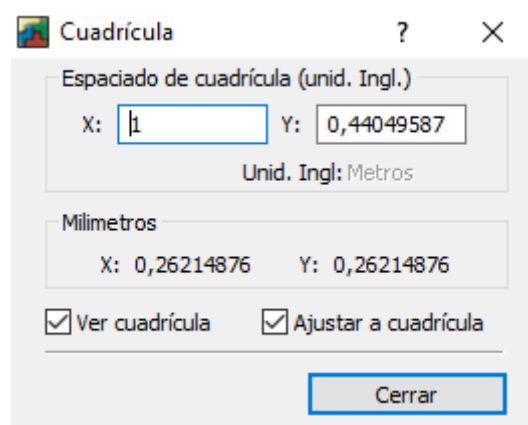 Cuadrícula ?
Espaciado de cuadrícula (unid. Ingl.)
X: 1 Y: 0,44049587
Unid. Ingl: Metros
Milimetros
X: 0,26214876 Y: 0,26214876
Ver cuadrícula Ajustar a cuadrícula
Cerrar